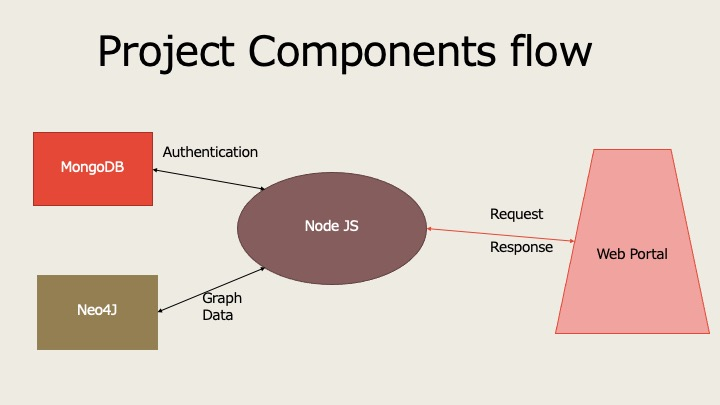 Project Components flow
MongoDB
Authentication
Node JS
Request
Response
Web Portal
Neo4J
Graph
Data